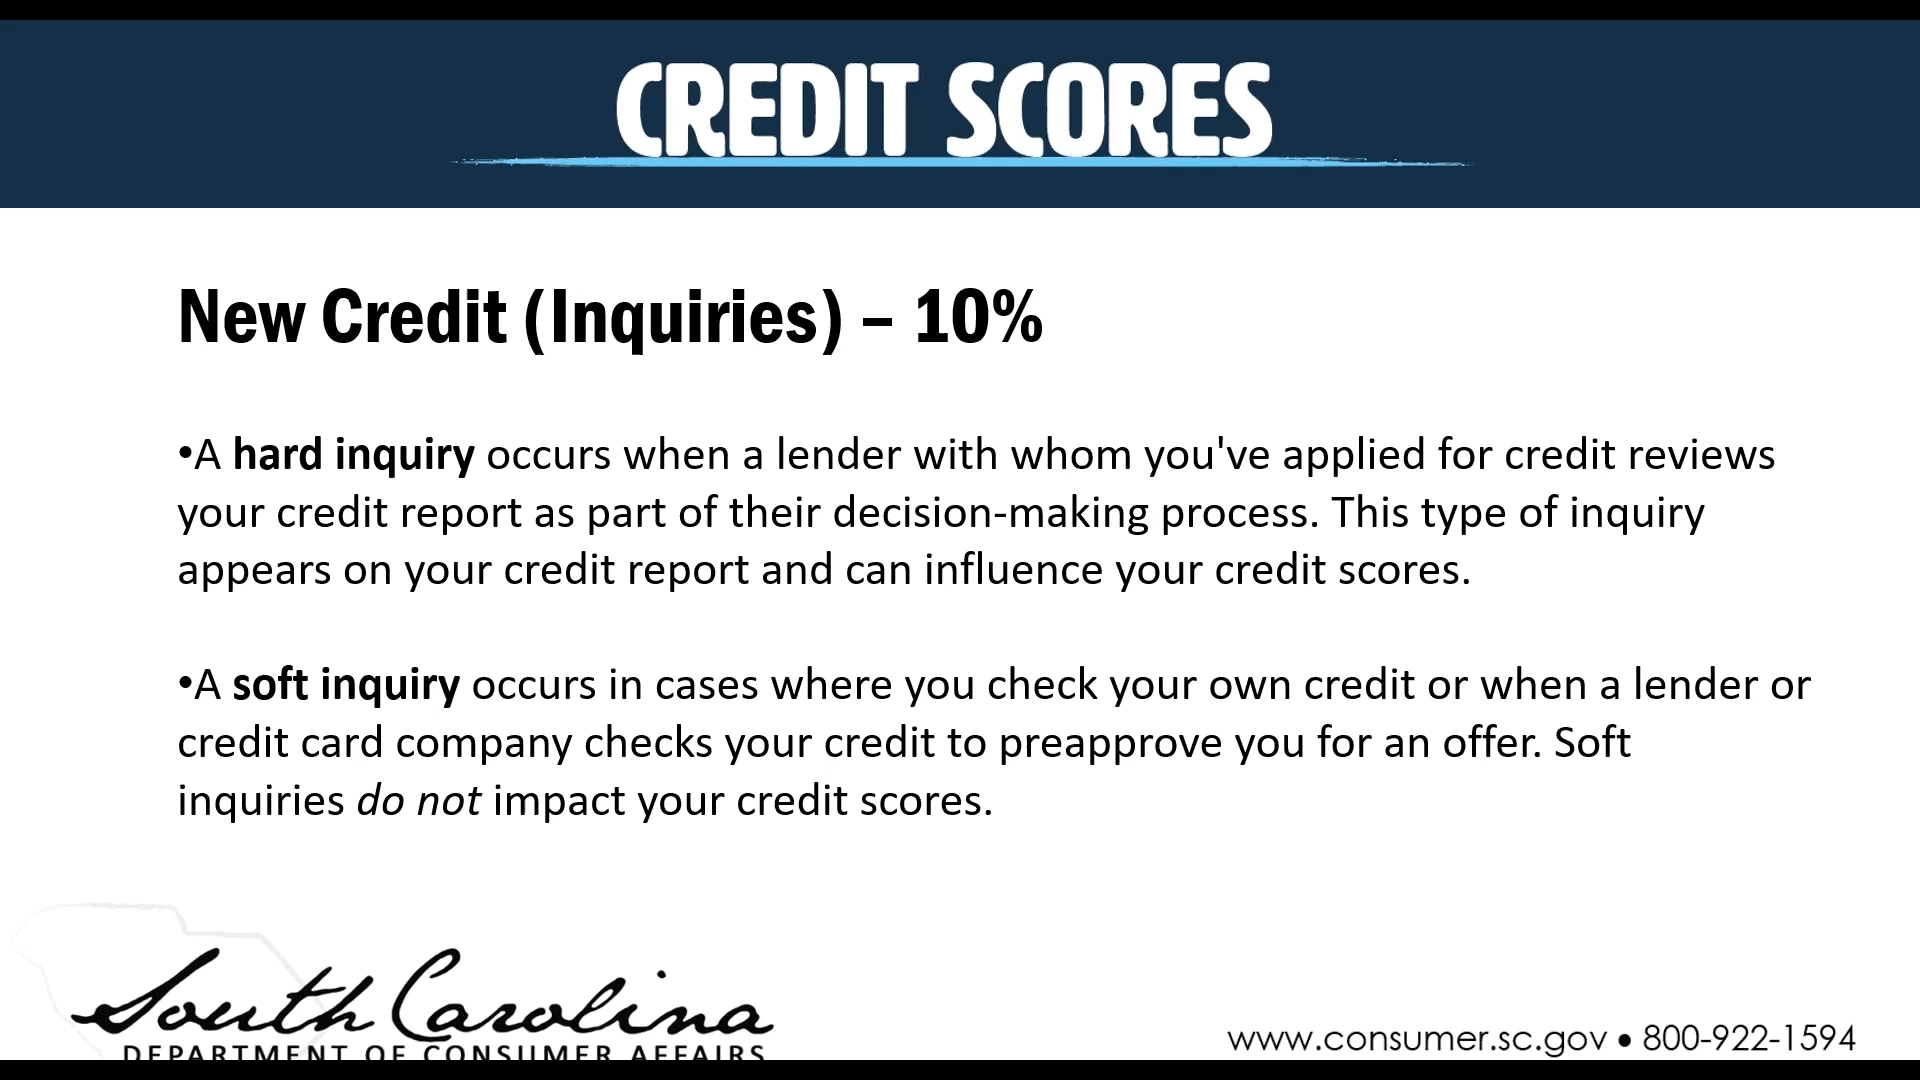 CREDIT SCORES
New Credit (Inquiries) – 10%
•A hard inquiry occurs when a lender with whom you've applied for credit reviews
your credit report as part of their decision-making process. This type of inquiry
appears on your credit report and can influence your credit scores.
•A soft inquiry occurs in cases where you check your own credit or when a lender or
credit card company checks your credit to preapprove you for an offer. Soft
inquiries do not impact your credit scores.
South Carolina
DEPARTMENT OF CONSUMER AFFAIRS
www.consumer.sc.gov • 800-922-1594